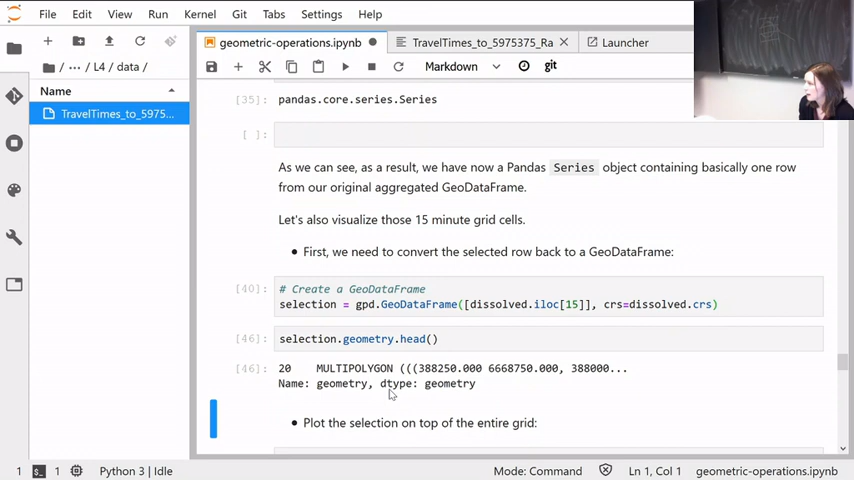 File Edit View Run Kernel Git Tabs Settings Help
geometric-operations.ipynb
TravelTimes_to_5975375_Ra
Launcher
/ ... / L4 / data /
Markdown
git
Name
TravelTimes_to_5975...
[35]: pandas.core.series.Series
[ ]:
As we can see, as a result, we have now a Pandas Series object containing basically one row
from our original aggregated GeoDataFrame.
Let's also visualize those 15 minute grid cells.
• First, we need to convert the selected row back to a GeoDataFrame:
[40]: # Create a GeoDataFrame
selection = gpd.GeoDataFrame([dissolved.iloc[15]], crs=dissolved.crs)
[46]: selection.geometry.head()
[46]: 20 MULTIPOLYGON (((388250.000 6668750.000, 388000...
Name: geometry, dtype: geometry
• Plot the selection on top of the entire grid:
1 1 Python 3 | Idle Mode: Command Ln 1, Col 1 geometric-operations.ipynb